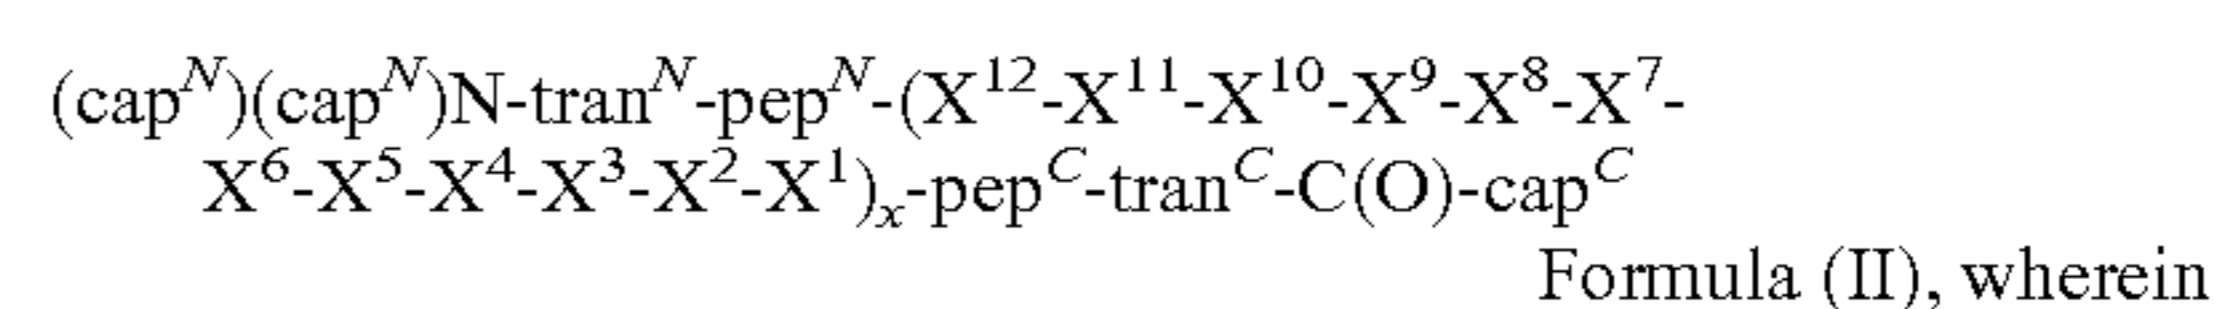 (cap^N)(cap^N)N-tran^N-pep^N-(X^12-X^11-X^10-X^9-X^8-X^7-
X^6-X^5-X^4-X^3-X^2-X^1)_x-pep^C-tran^C-C(O)-cap^C
Formula (II), wherein